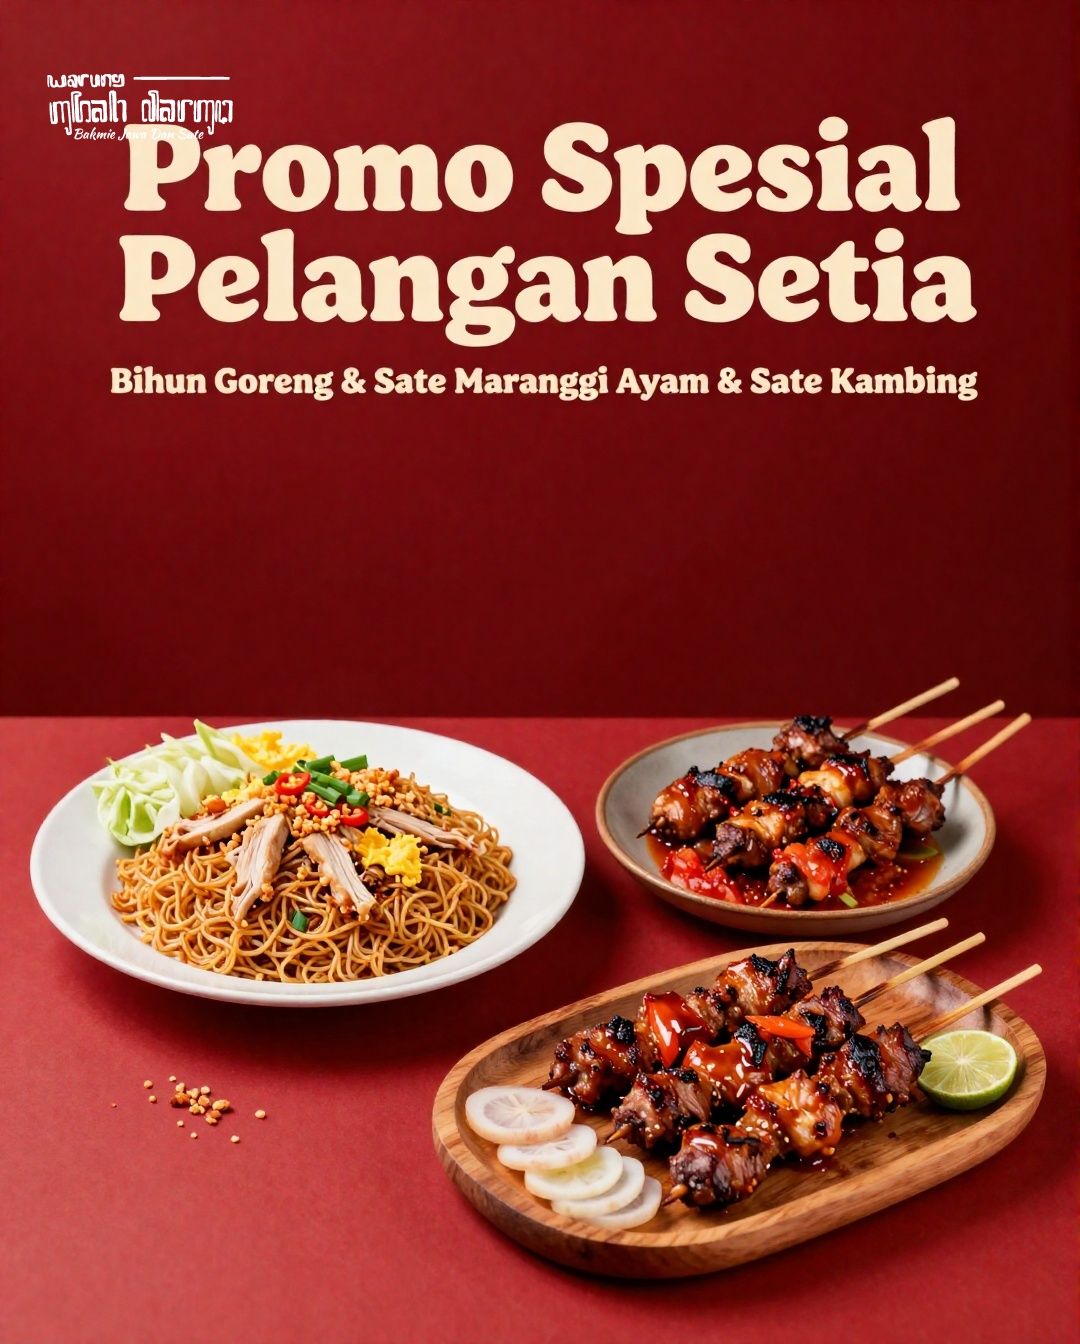 warung
mbah darmo
Bakmie Jawa Dan Sate
Promo Spesial
Pelangan Setia
Bihun Goreng & Sate Maranggi Ayam & Sate Kambing